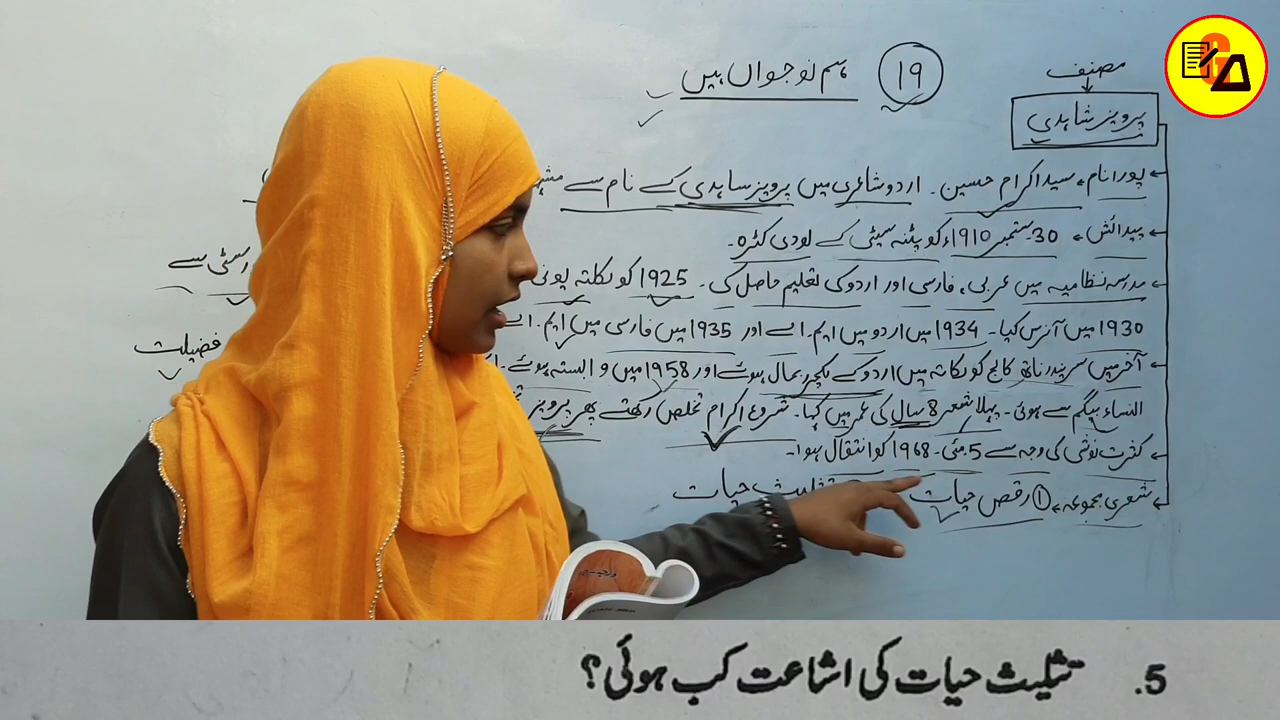 مصنف
پرویز شاہدی
۱۹
ہم نوجواں ہیں
پورا نام، سید اکرام حسین۔ اردو شاعری میں پرویز شاہدی کے نام سے
پیدائش، 30۔ ستمبر 1910ء کو پٹنہ سیٹی کے لودی کٹرہ۔
مدرسہ نظامیہ میں عربی، فارسی اور اردو کی تعلیم حاصل کی۔ 1925 کو کلکتہ
سٹی سے
1930 میں آنرس کیا۔ 1934 میں اردو میں ایم۔ اے اور 1935 میں فارسی میں ایم۔ اے
فضیلت
آخر میں سریندر ناتھ کالج کولکاتہ میں اردو کے لکچرر بحال ہوئے اور 1958 میں وابستہ ہوئے۔
النساء بیگم سے ہوئی۔ پہلا شعر 8 سال کی عمر میں کہا۔ شروع اکرام تخلص رکھتے پھر پرویز
کثرت نوشی کی وجہ سے 5 مئی۔ 1968 کو انتقال ہوا۔
شعری مجموعہ، ① رقص حیات تثلیث حیات
5. تثلیث حیات کی اشاعت کب ہوئی؟